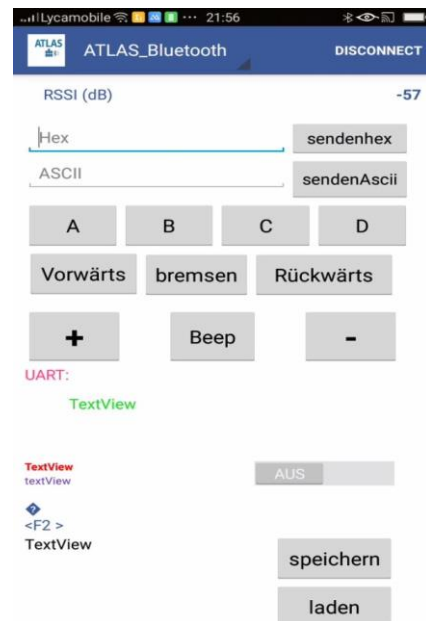 Lycamobile ··· 21:56
ATLAS ATLAS_Bluetooth DISCONNECT
RSSI (dB) -57
Hex sendenhex
ASCII sendenAscii
A B C D
Vorwärts bremsen Rückwärts
+ Beep -
UART:
TextView
TextView AUS
textView
�
<F2 >
TextView
speichern
laden